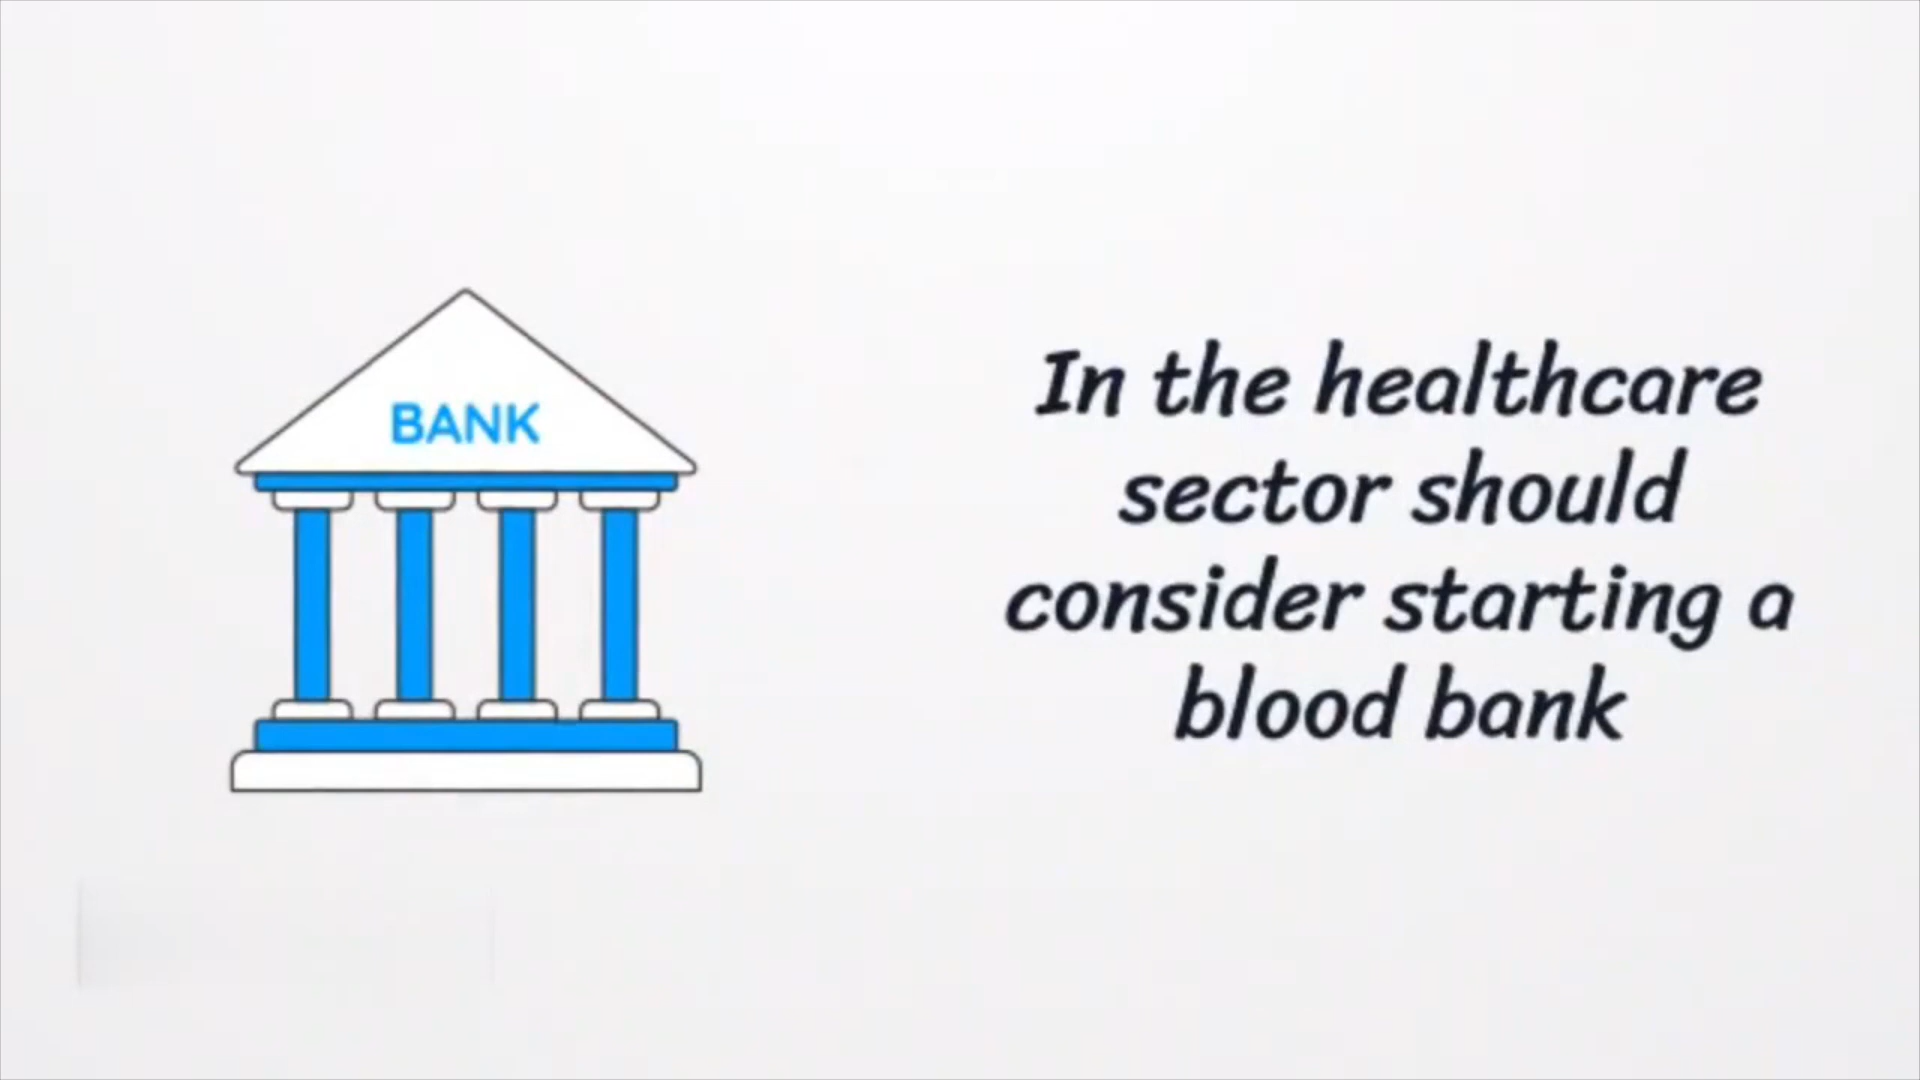 BANK
In the healthcare
sector should
consider starting a
blood bank